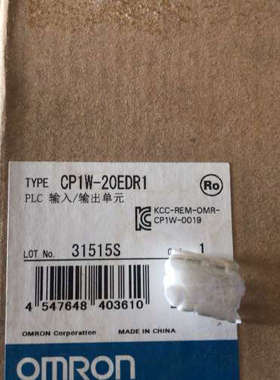 TYPE CP1W-20EDR1
PLC 输入/输出单元
Ro
KCC-REM-OMR-
CP1W-0019
LOT No. 31515S 1
4 547648 403610
OMRON Corporation MADE IN CHINA
OMRON